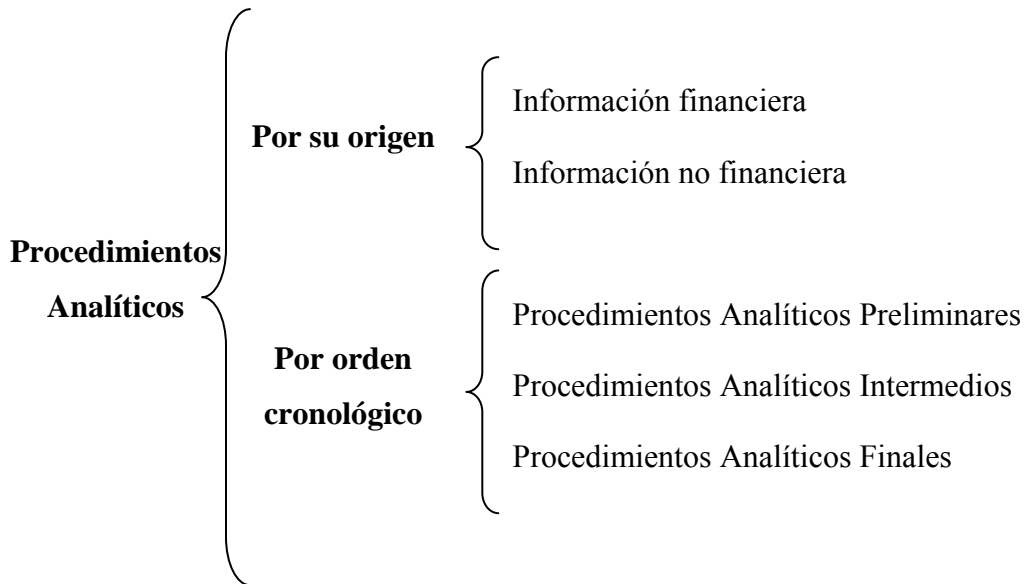 Procedimientos
Analíticos
Por su origen
Información financiera
Información no financiera
Por orden
cronológico
Procedimientos Analíticos Preliminares
Procedimientos Analíticos Intermedios
Procedimientos Analíticos Finales